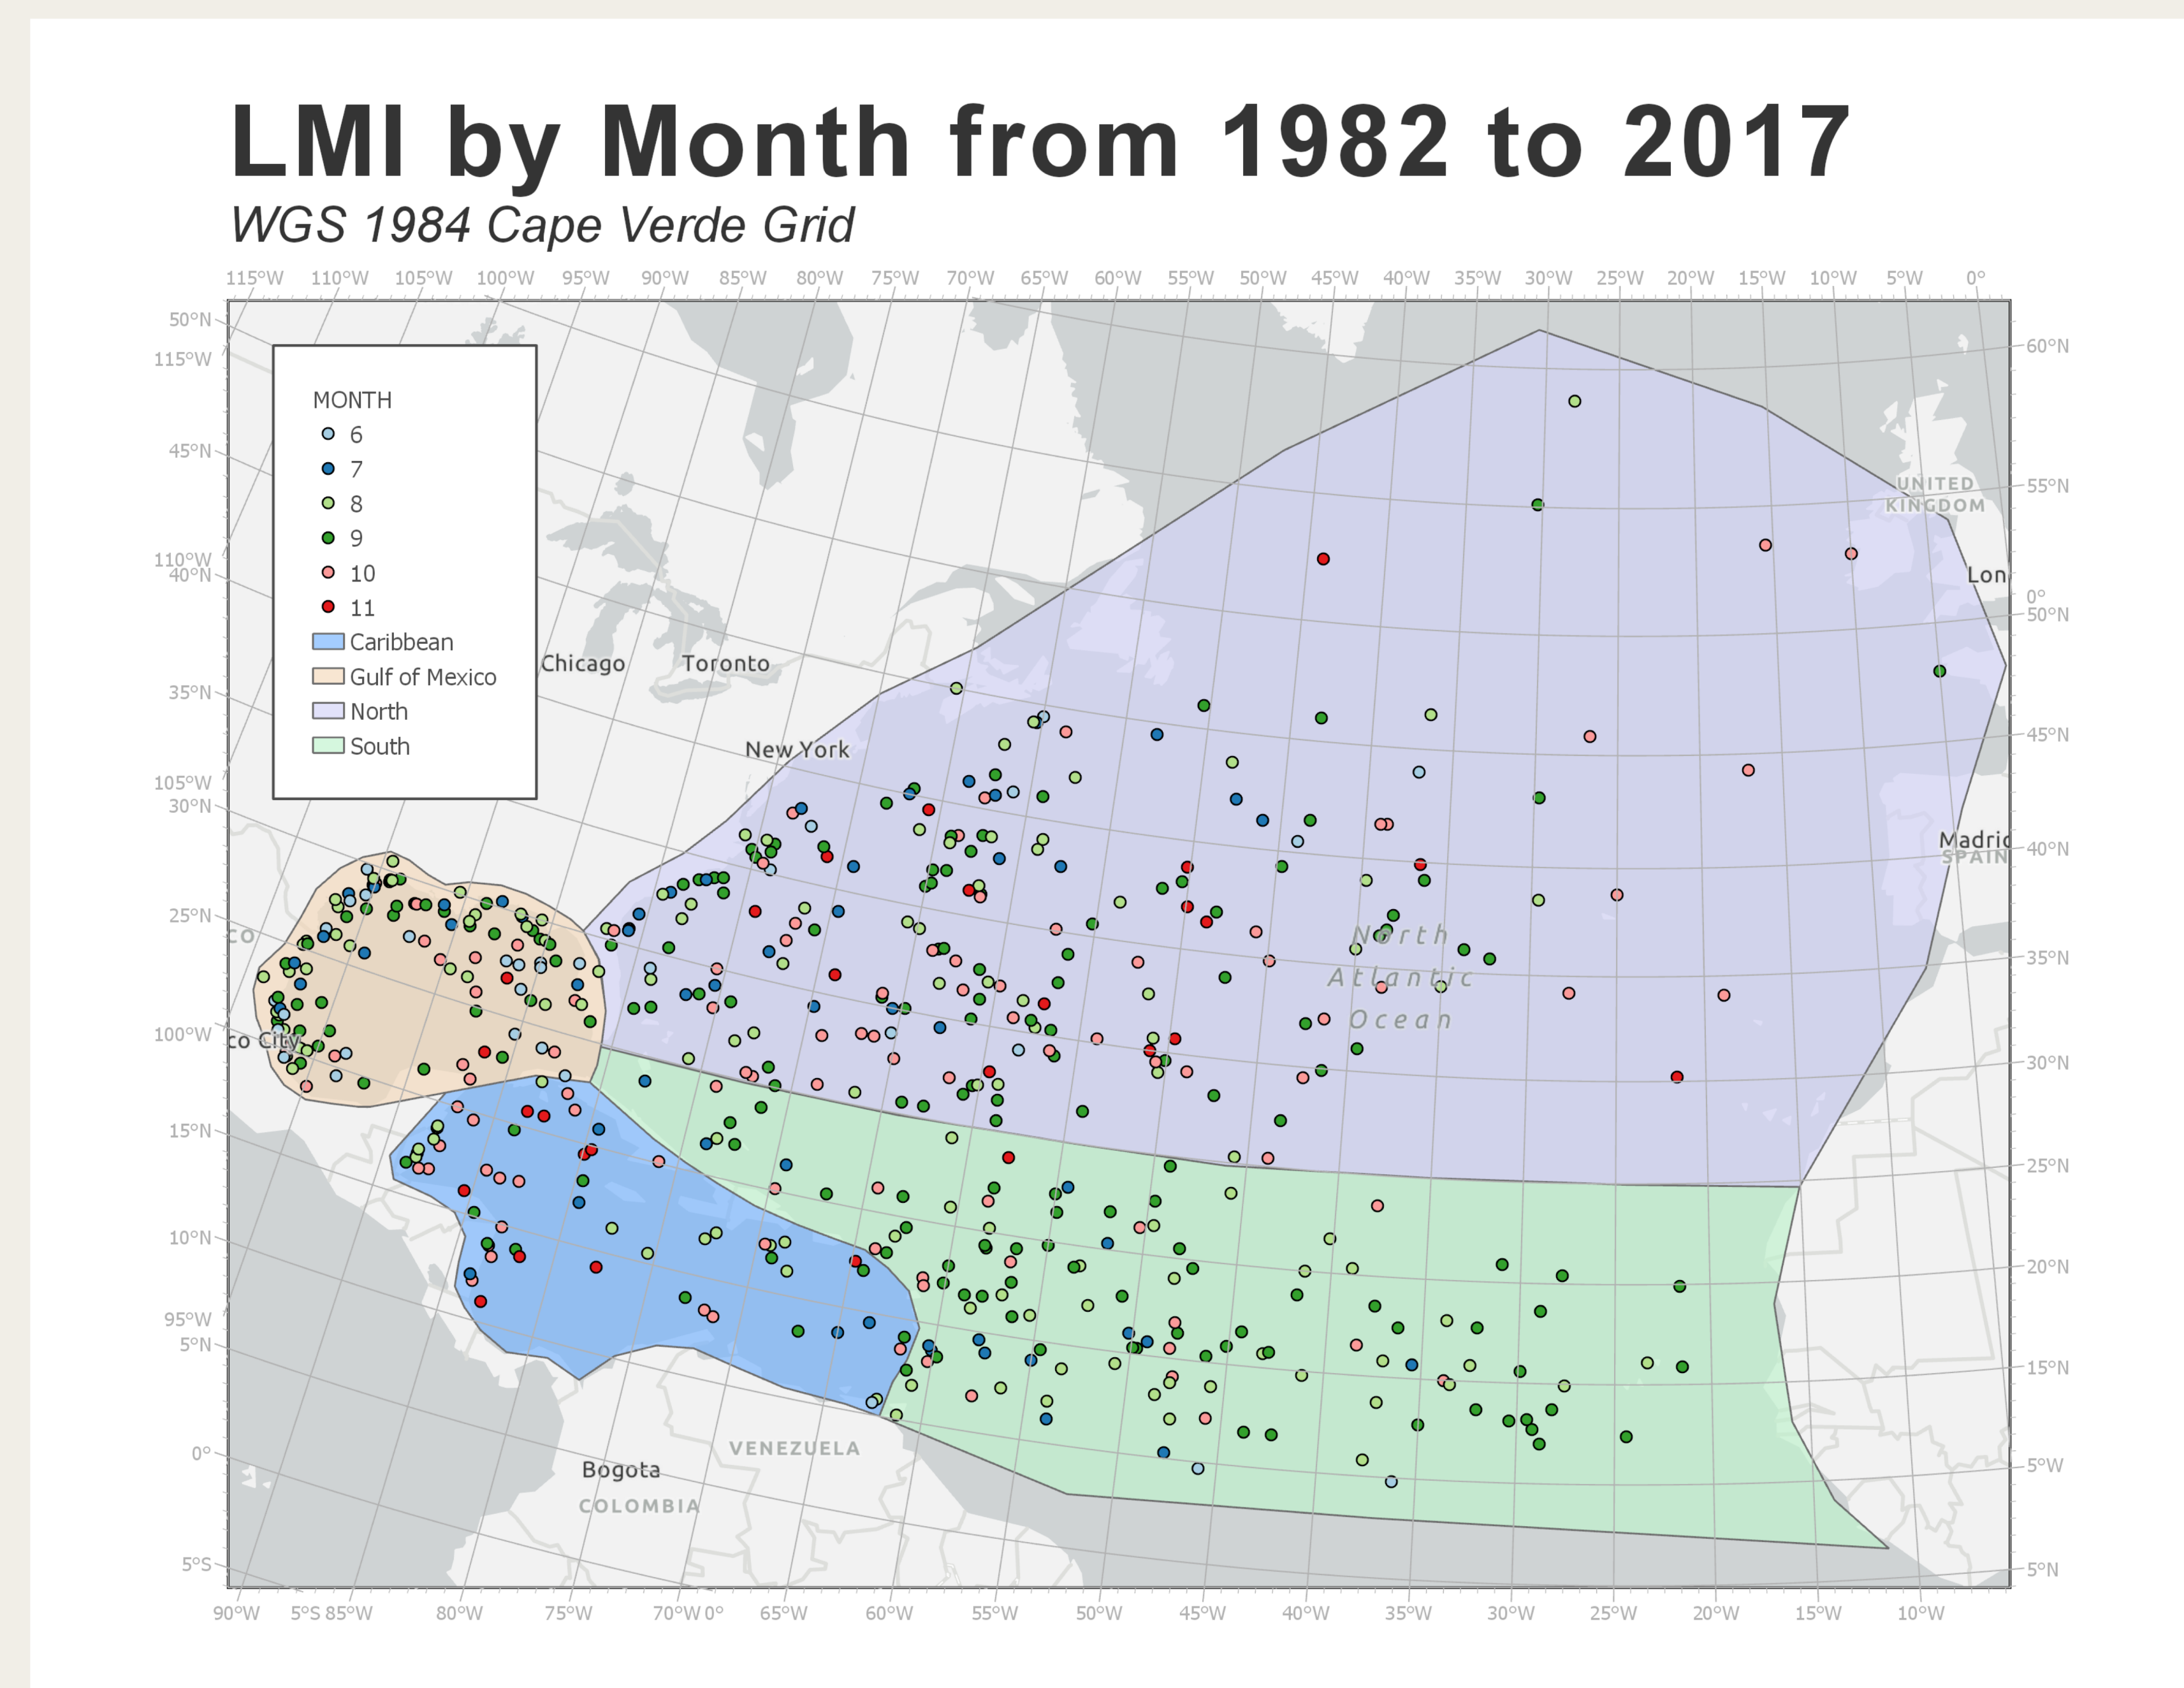 LMI by Month from 1982 to 2017
WGS 1984 Cape Verde Grid
115°W 110°W 105°W 100°W 95°W 90°W 85°W 80°W 75°W 70°W 65°W 60°W 55°W 50°W 45°W 40°W 35°W 30°W 25°W 20°W 15°W 10°W 5°W 0°
50°N
60°N
115°W
MONTH
6
45°N
7
UNITED
55°N
8
KINGDOM
9
110°W
10
40°N
Lon
0°
11
50°N
Caribbean
Chicago Toronto
Gulf of Mexico
35°N
North
New York
45°N
South
105°W
30°N
Madrid
40°N
SPAIN
25°N
CO
North
35°N
Atlantic
100°W
co City
Ocean
30°N
15°N
25°N
10°N
20°N
95°W
5°N
15°N
0°
VENEZUELA
Bogota
5°W
COLOMBIA
5°S
5°N
90°W 5°S 85°W 80°W 75°W 70°W 0° 65°W 60°W 55°W 50°W 45°W 40°W 35°W 30°W 25°W 20°W 15°W 10°W